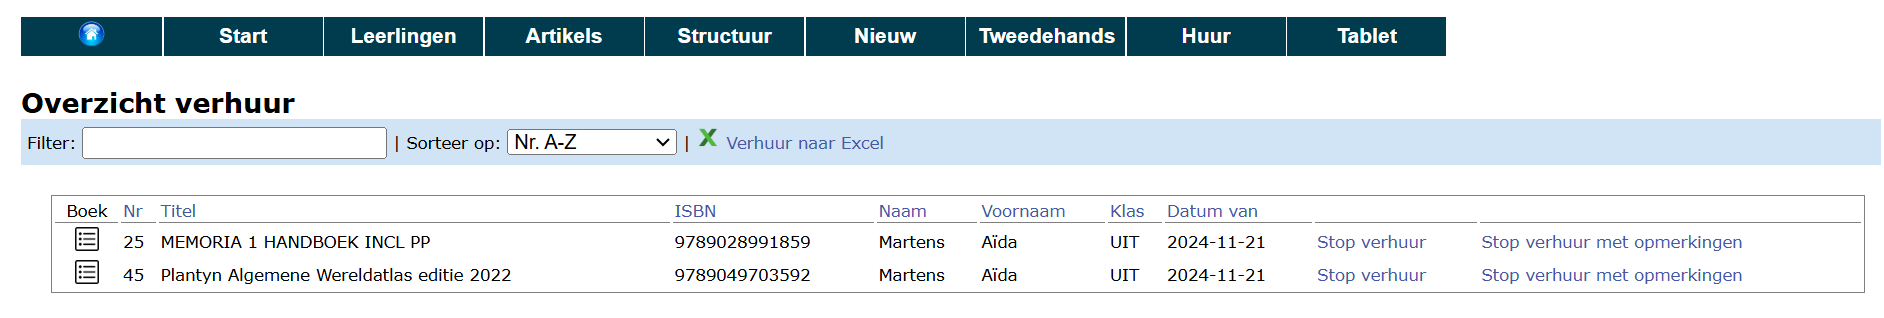 Start Leerlingen Artikels Structuur Nieuw Tweedehands Huur Tablet
Overzicht verhuur
Filter: | Sorteer op: Nr. A-Z | Verhuur naar Excel
Boek Nr Titel ISBN Naam Voornaam Klas Datum van
25 MEMORIA 1 HANDBOEK INCL PP 9789028991859 Martens Aïda UIT 2024-11-21 Stop verhuur Stop verhuur met opmerkingen
45 Plantyn Algemene Wereldatlas editie 2022 9789049703592 Martens Aïda UIT 2024-11-21 Stop verhuur Stop verhuur met opmerkingen